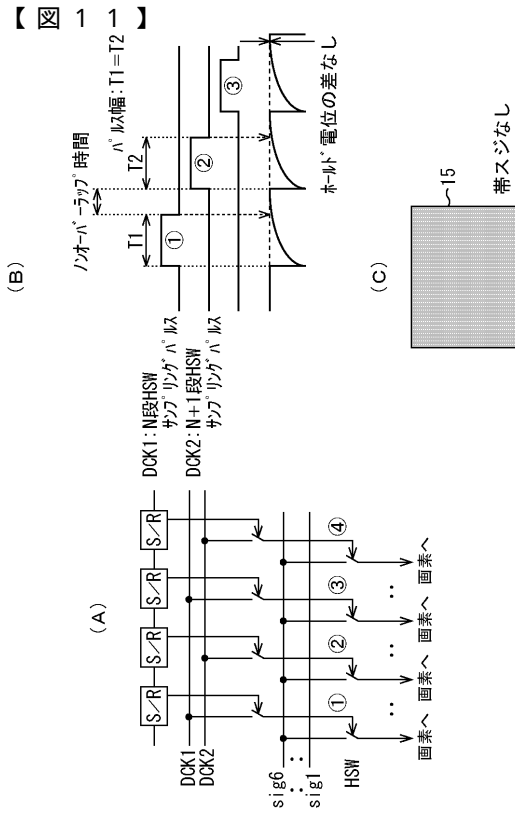 【図１１】
(A)
S/R
S/R
S/R
S/R
DCK1
DCK2
sig6
:
sig1
HSW
①
②
③
④
‥
‥
‥
画素へ
画素へ
画素へ
画素へ
(B)
ノンオーバーラップ時間
パルス幅:T1=T2
T1
T2
DCK1:N段HSW
サンプリングパルス
①
DCK2:N+1段HSW
サンプリングパルス
②
③
ホールド電位の差なし
(C)
15
帯スジなし